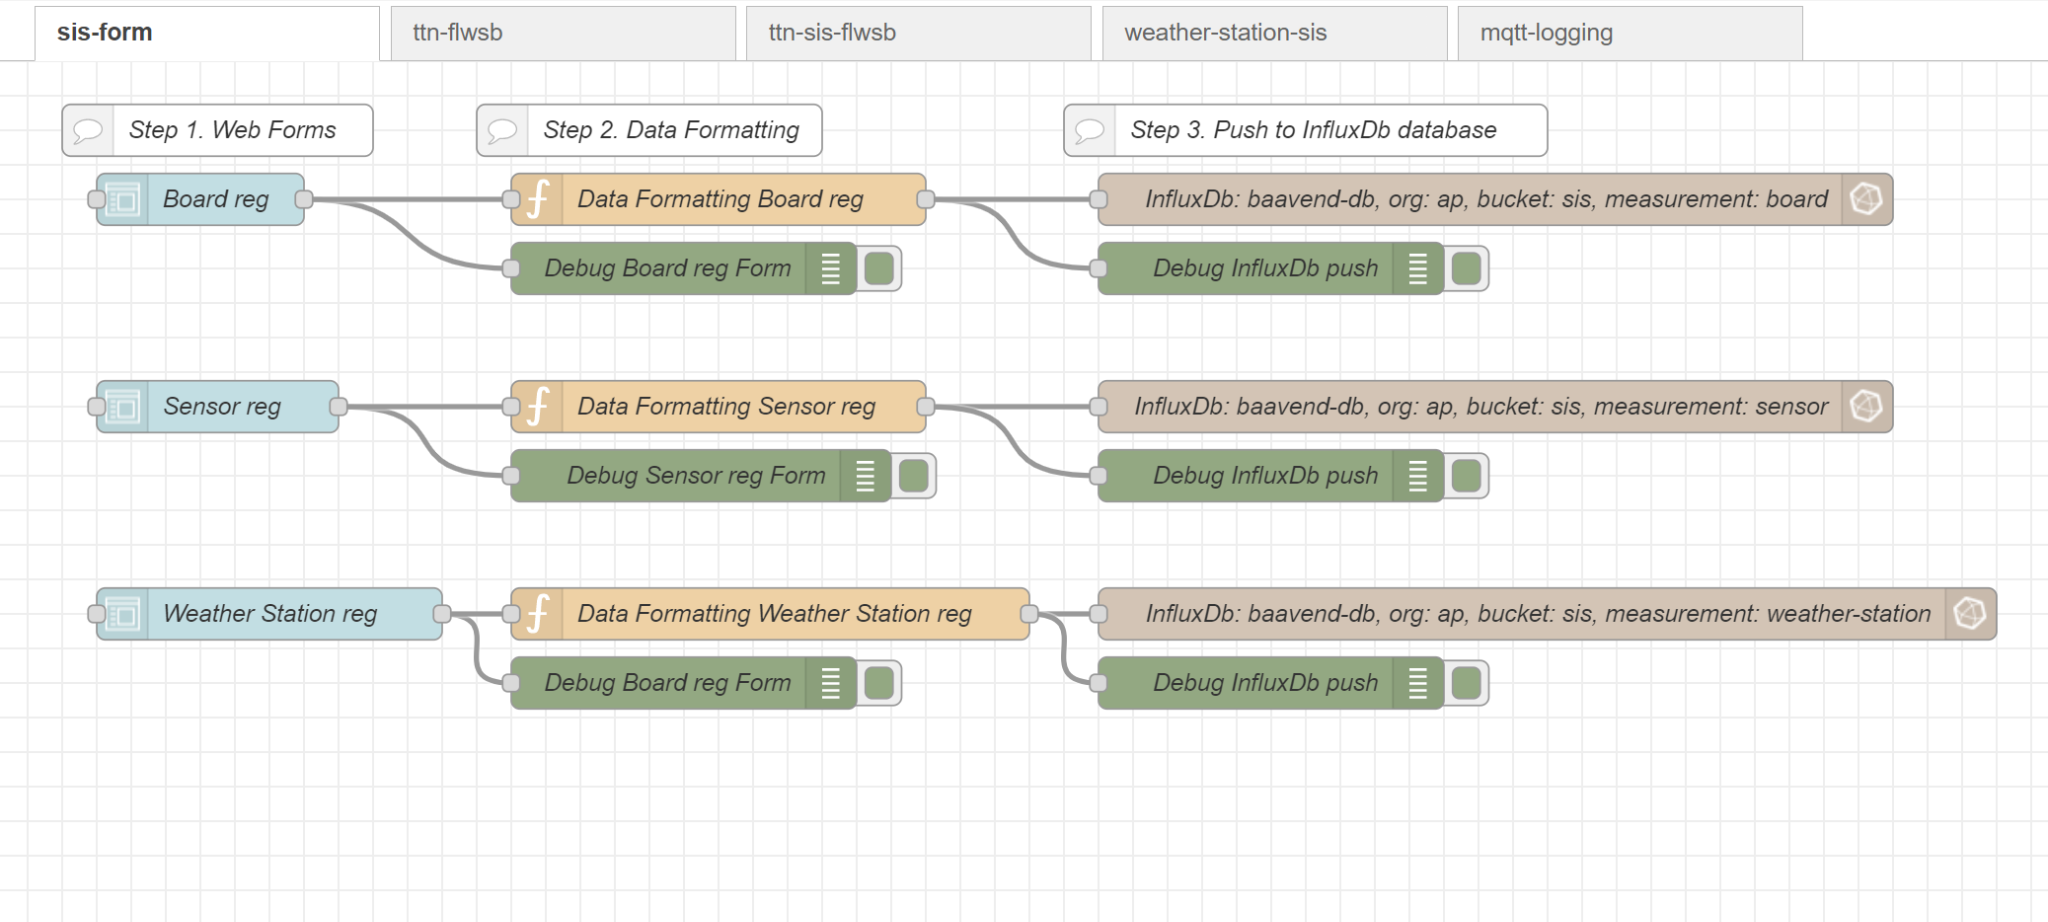 sis-form
ttn-flwsb
ttn-sis-flwsb
weather-station-sis
mqtt-logging
Step 1. Web Forms
Step 2. Data Formatting
Step 3. Push to InfluxDb database
Board reg
Data Formatting Board reg
InfluxDb: baavend-db, org: ap, bucket: sis, measurement: board
Debug Board reg Form
Debug InfluxDb push
Sensor reg
Data Formatting Sensor reg
InfluxDb: baavend-db, org: ap, bucket: sis, measurement: sensor
Debug Sensor reg Form
Debug InfluxDb push
Weather Station reg
Data Formatting Weather Station reg
InfluxDb: baavend-db, org: ap, bucket: sis, measurement: weather-station
Debug Board reg Form
Debug InfluxDb push